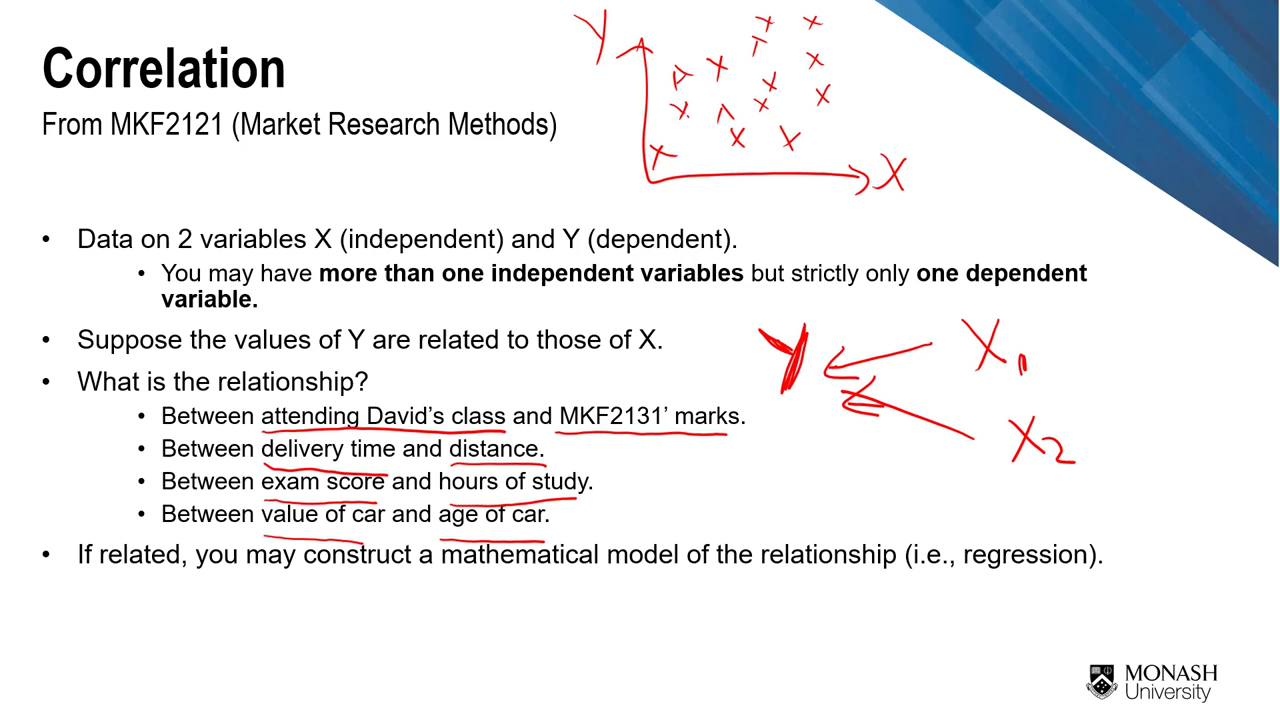 Correlation
From MKF2121 (Market Research Methods)
Y
X
• Data on 2 variables X (independent) and Y (dependent).
• You may have more than one independent variables but strictly only one dependent
variable.
• Suppose the values of Y are related to those of X.
• What is the relationship?
• Between attending David’s class and MKF2131’ marks.
• Between delivery time and distance.
• Between exam score and hours of study.
• Between value of car and age of car.
• If related, you may construct a mathematical model of the relationship (i.e., regression).
Y
X1
X2
MONASH
University